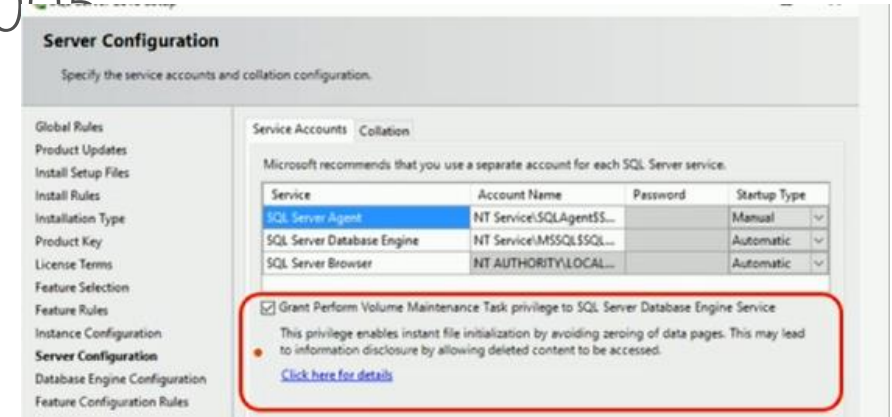 Server Configuration
Specify the service accounts and collation configuration.
Global Rules
Product Updates
Install Setup Files
Install Rules
Installation Type
Product Key
License Terms
Feature Selection
Feature Rules
Instance Configuration
Server Configuration
Database Engine Configuration
Feature Configuration Rules
Service Accounts Collation
Microsoft recommends that you use a separate account for each SQL Server service.
Service Account Name Password Startup Type
SQL Server Agent NT Service\SQLAgent$S... Manual
SQL Server Database Engine NT Service\MSSQL$SQL... Automatic
SQL Server Browser NT AUTHORITY\LOCAL... Automatic
Grant Perform Volume Maintenance Task privilege to SQL Server Database Engine Service
This privilege enables instant file initialization by avoiding zeroing of data pages. This may lead
to information disclosure by allowing deleted content to be accessed.
Click here for details